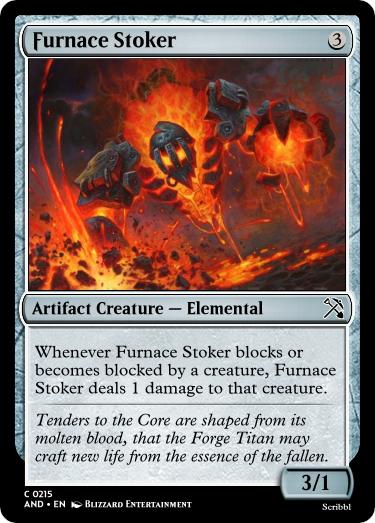 Furnace Stoker 3
Artifact Creature — Elemental
Whenever Furnace Stoker blocks or
becomes blocked by a creature, Furnace
Stoker deals 1 damage to that creature.
Tenders to the Core are shaped from its
molten blood, that the Forge Titan may
craft new life from the essence of the fallen.
3/1
C 0215
AND • EN Blizzard Entertainment
Scribbl